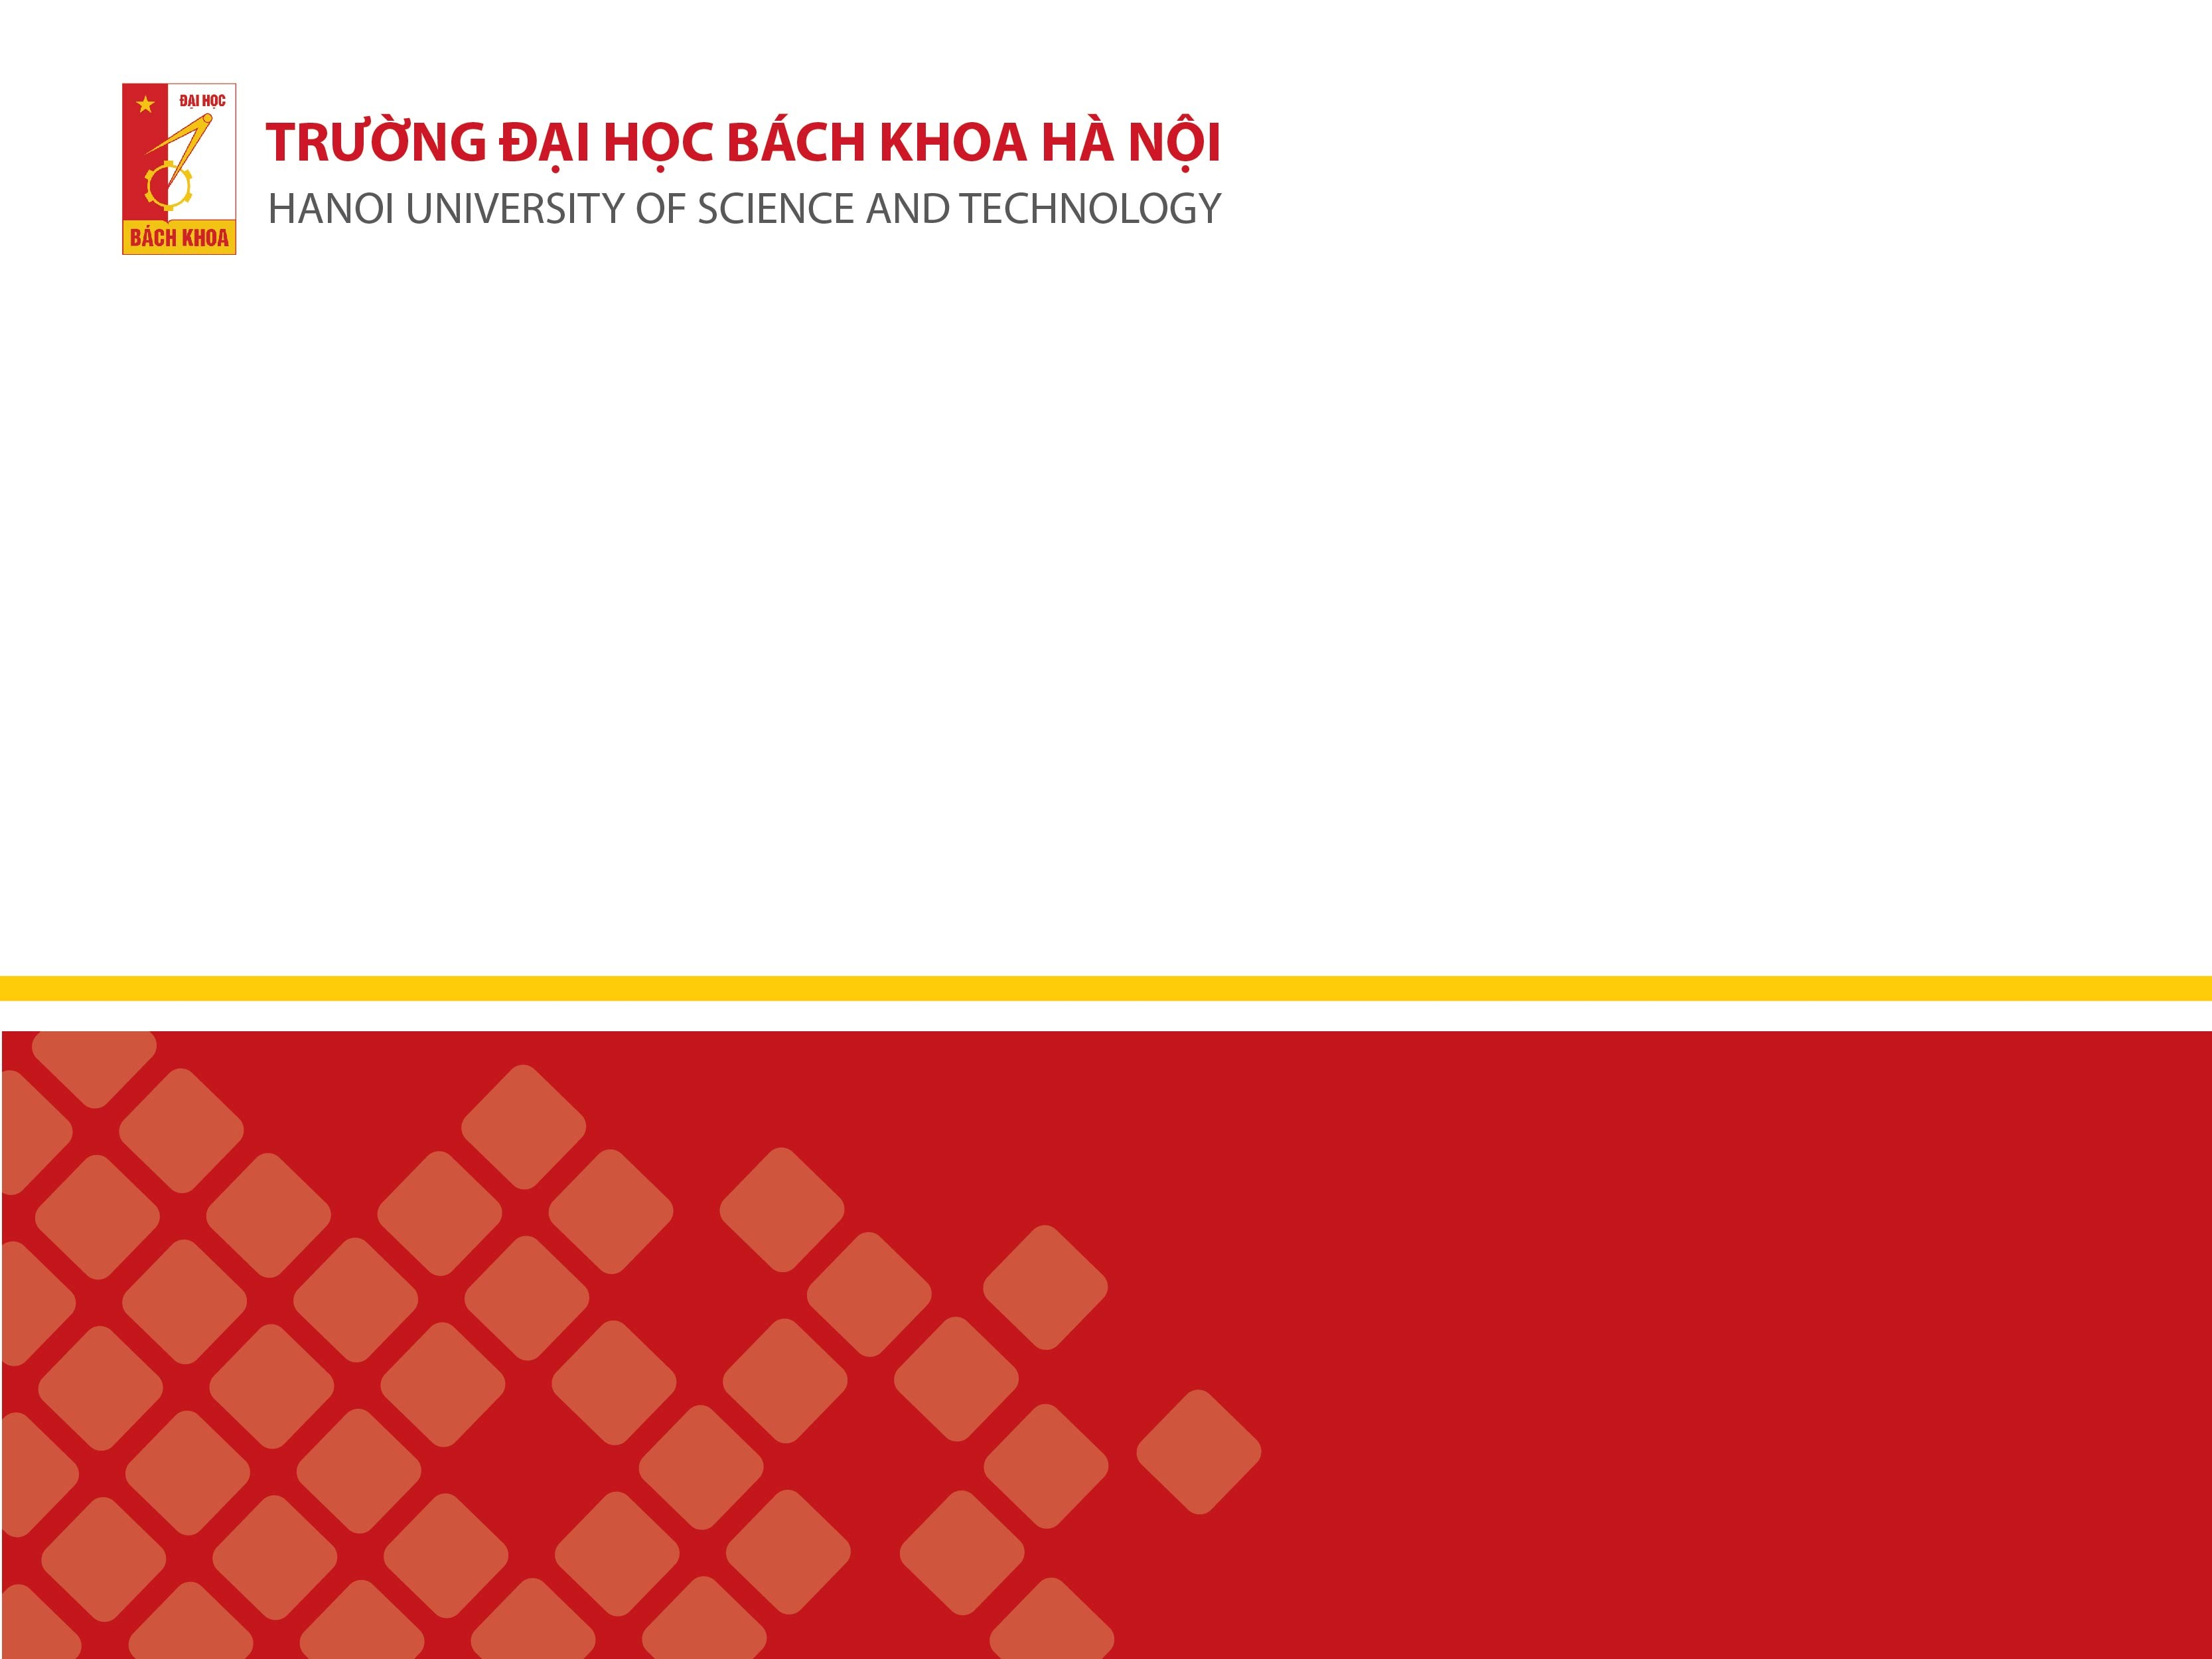 ĐẠI HỌC
BÁCH KHOA
TRƯỜNG ĐẠI HỌC BÁCH KHOA HÀ NỘI
HANOI UNIVERSITY OF SCIENCE AND TECHNOLOGY